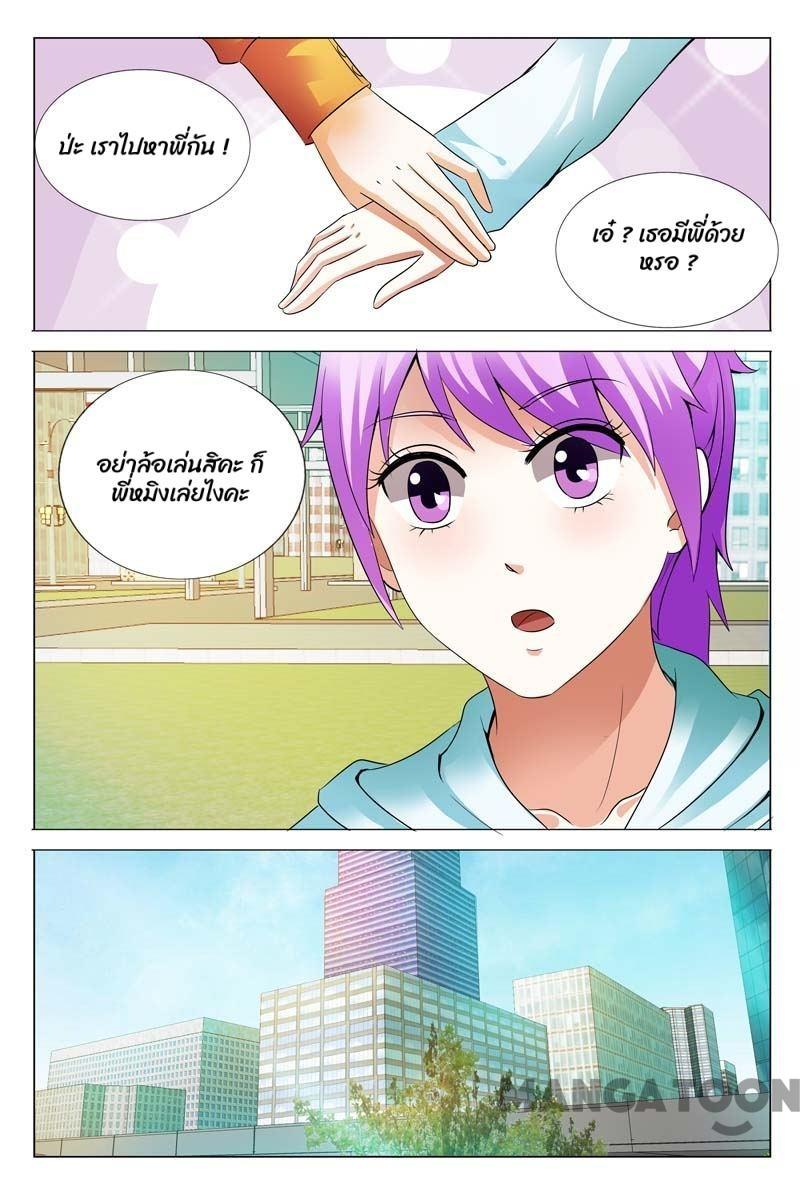 ป่ะ เราไปหาพี่กัน !
เอ๋ ? เธอมีพี่ด้วย
หรอ ?
อย่าล้อเล่นสิคะ ก็
พี่หมิงเล่ยไงคะ
MANGATOON